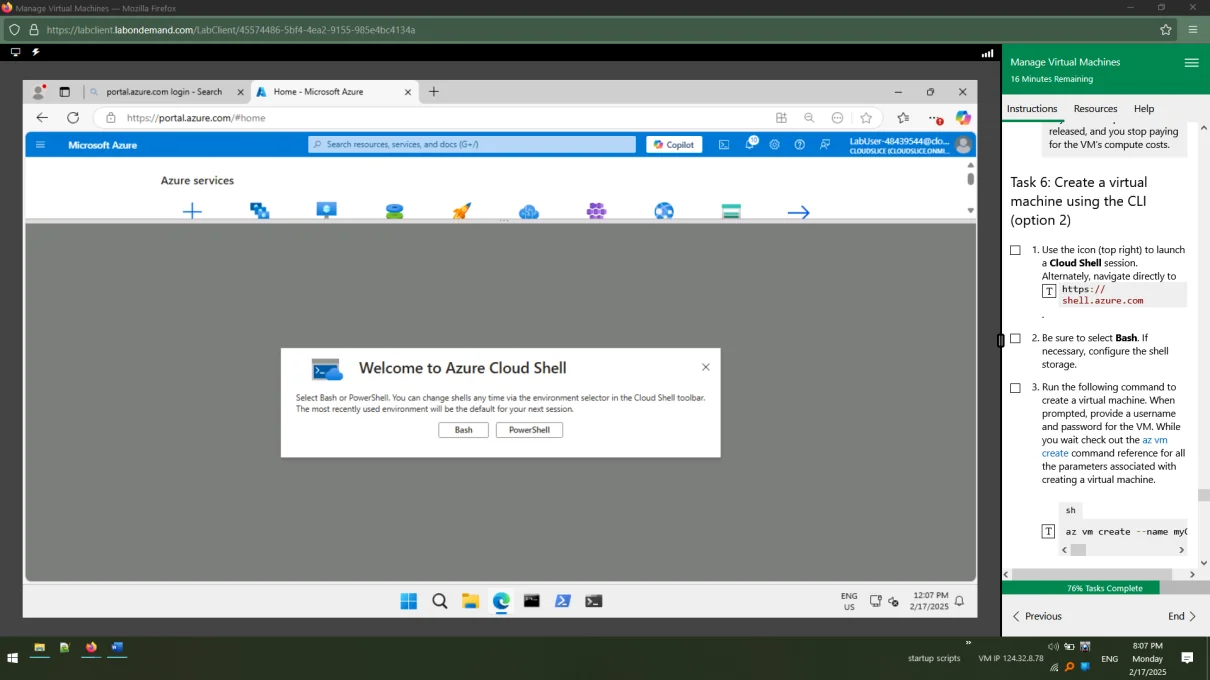 Manage Virtual Machines — Mozilla Firefox
https://labclient.labondemand.com/LabClient/45574486-5bf4-4ea2-9155-985e4bc4134a
portal.azure.com login - Search
Home - Microsoft Azure
https://portal.azure.com/#home
Microsoft Azure
Search resources, services, and docs (G+/)
Copilot
10
LabUser-48439544@clo...
CLOUDSLICE (CLOUDSLICE.ONMI...
Azure services
Welcome to Azure Cloud Shell
Select Bash or PowerShell. You can change shells any time via the environment selector in the Cloud Shell toolbar.
The most recently used environment will be the default for your next session.
Bash
PowerShell
ENG
US
12:07 PM
2/17/2025
Manage Virtual Machines
16 Minutes Remaining
Instructions Resources Help
released, and you stop paying
for the VM's compute costs.
Task 6: Create a virtual
machine using the CLI
(option 2)
1. Use the icon (top right) to launch
a Cloud Shell session.
Alternately, navigate directly to
T https://
shell.azure.com
.
2. Be sure to select Bash. If
necessary, configure the shell
storage.
3. Run the following command to
create a virtual machine. When
prompted, provide a username
and password for the VM. While
you wait check out the az vm
create command reference for all
the parameters associated with
creating a virtual machine.
sh
T az vm create --name my
76% Tasks Complete
Previous
End
startup scripts
VM IP 124.32.8.78
ENG
8:07 PM
Monday
2/17/2025